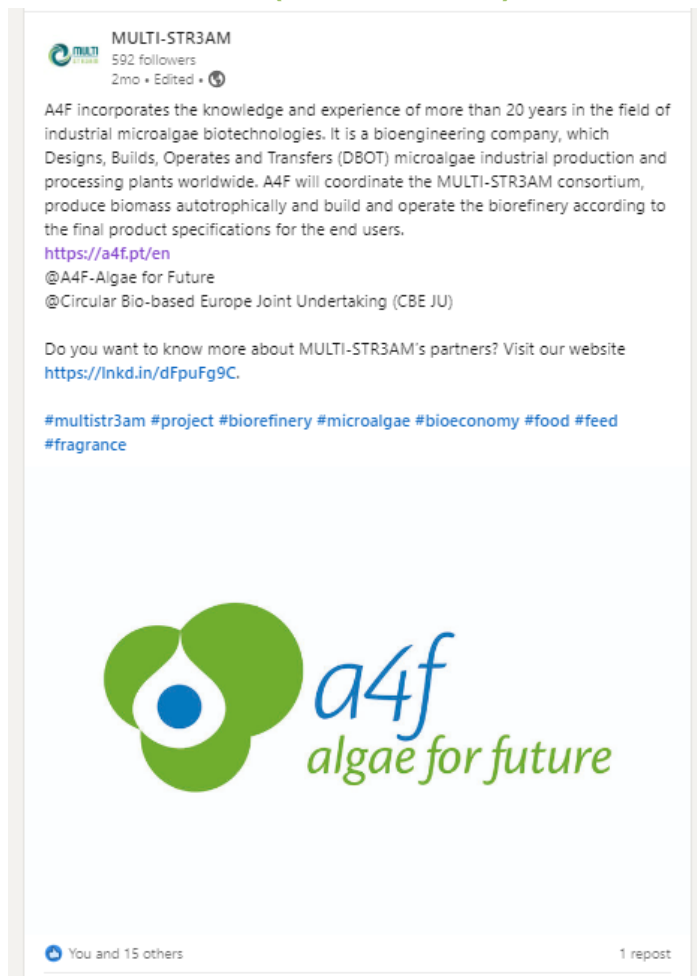 MULTI-STR3AM
MULTI
STR3AM
592 followers
2mo • Edited •
A4F incorporates the knowledge and experience of more than 20 years in the field of
industrial microalgae biotechnologies. It is a bioengineering company, which
Designs, Builds, Operates and Transfers (DBOT) microalgae industrial production and
processing plants worldwide. A4F will coordinate the MULTI-STR3AM consortium,
produce biomass autotrophically and build and operate the biorefinery according to
the final product specifications for the end users.
https://a4f.pt/en
@A4F-Algae for Future
@Circular Bio-based Europe Joint Undertaking (CBE JU)
Do you want to know more about MULTI-STR3AM's partners? Visit our website
https://lnkd.in/dFpuFg9C.
#multistr3am #project #biorefinery #microalgae #bioeconomy #food #feed
#fragrance
a4f
algae for future
You and 15 others
1 repost